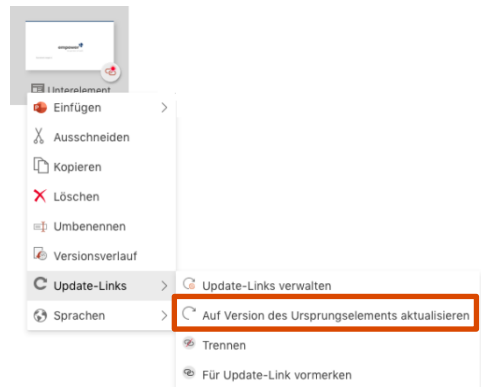 empower
Unterelement
Einfügen
Ausschneiden
Kopieren
Löschen
Umbenennen
Versionsverlauf
Update-Links
Sprachen
Update-Links verwalten
Auf Version des Ursprungselements aktualisieren
Trennen
Für Update-Link vormerken